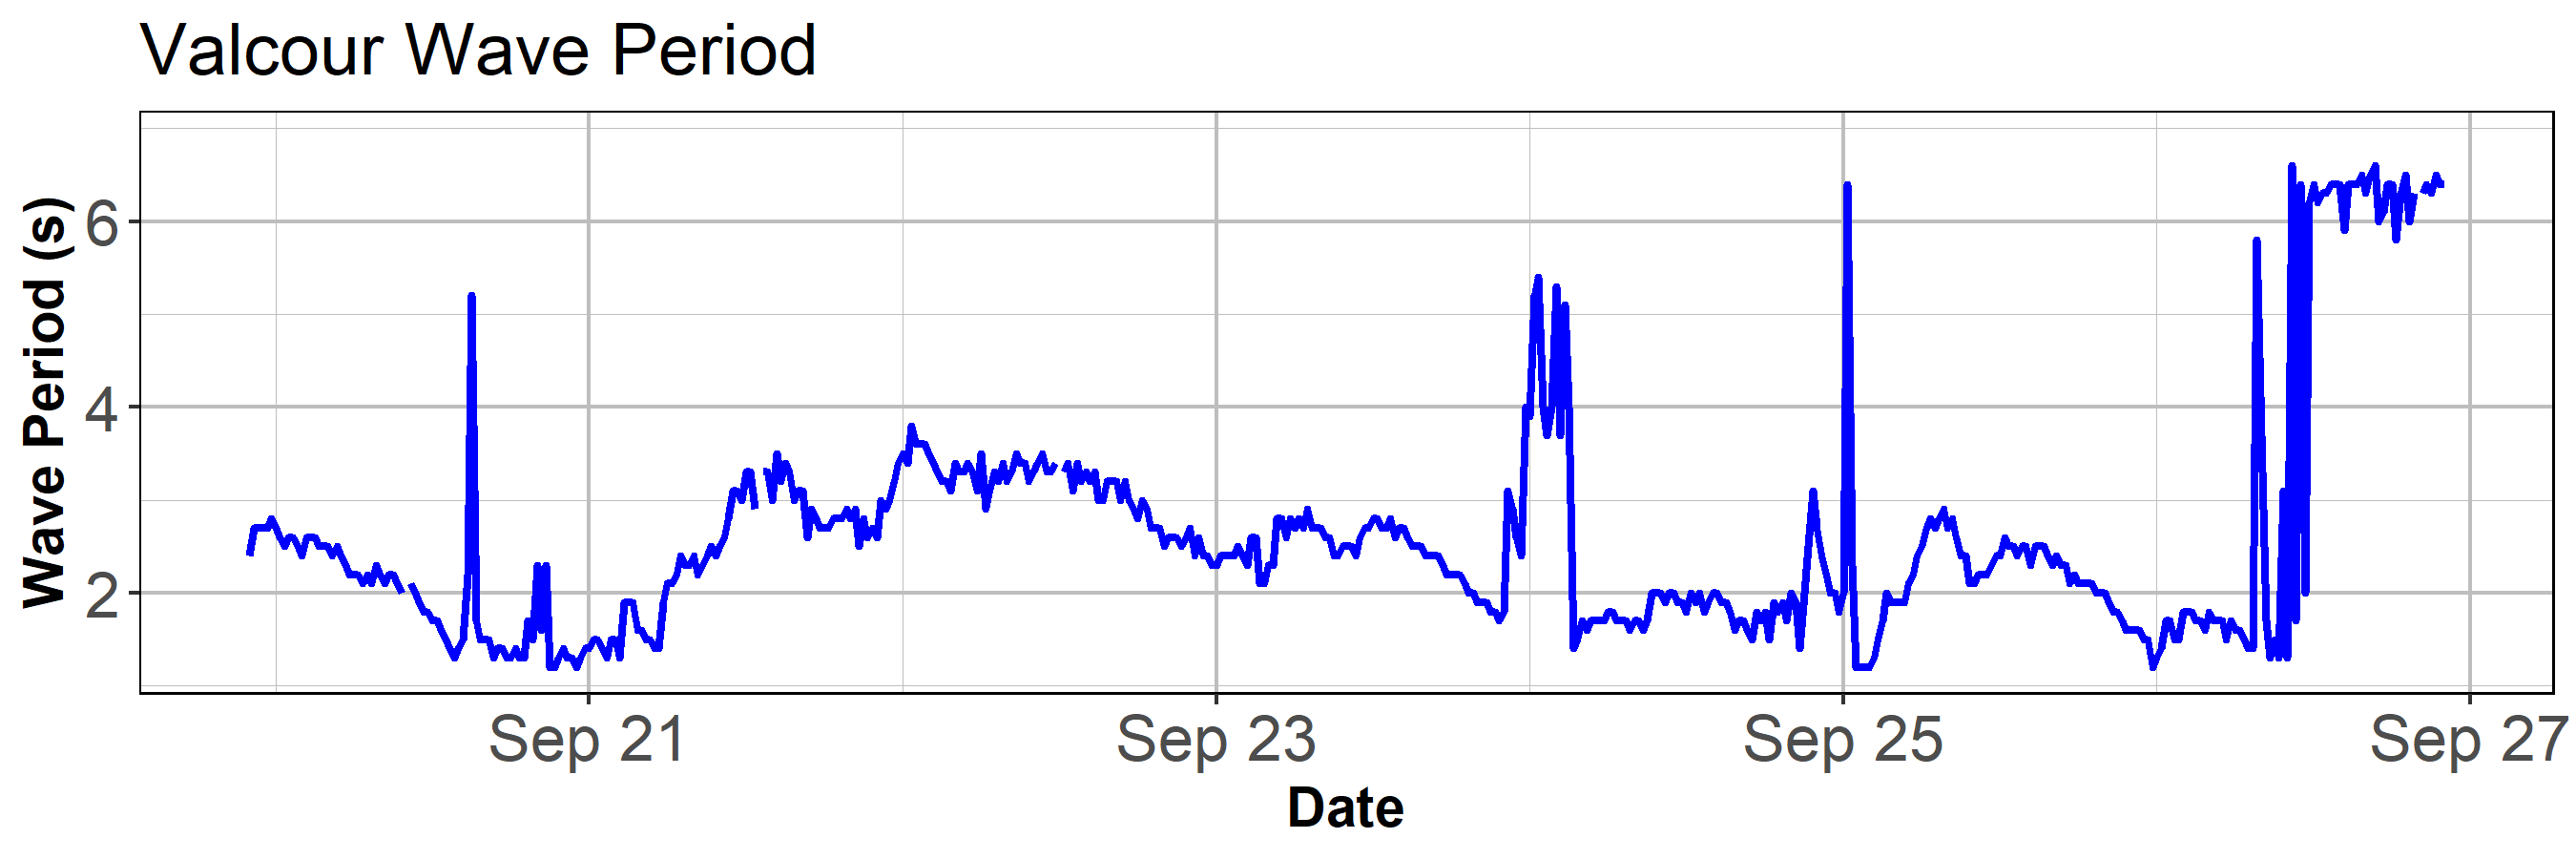 Valcour Wave Period
Wave Period (s)
6
4
2
Sep 21
Sep 23
Sep 25
Sep 27
Date